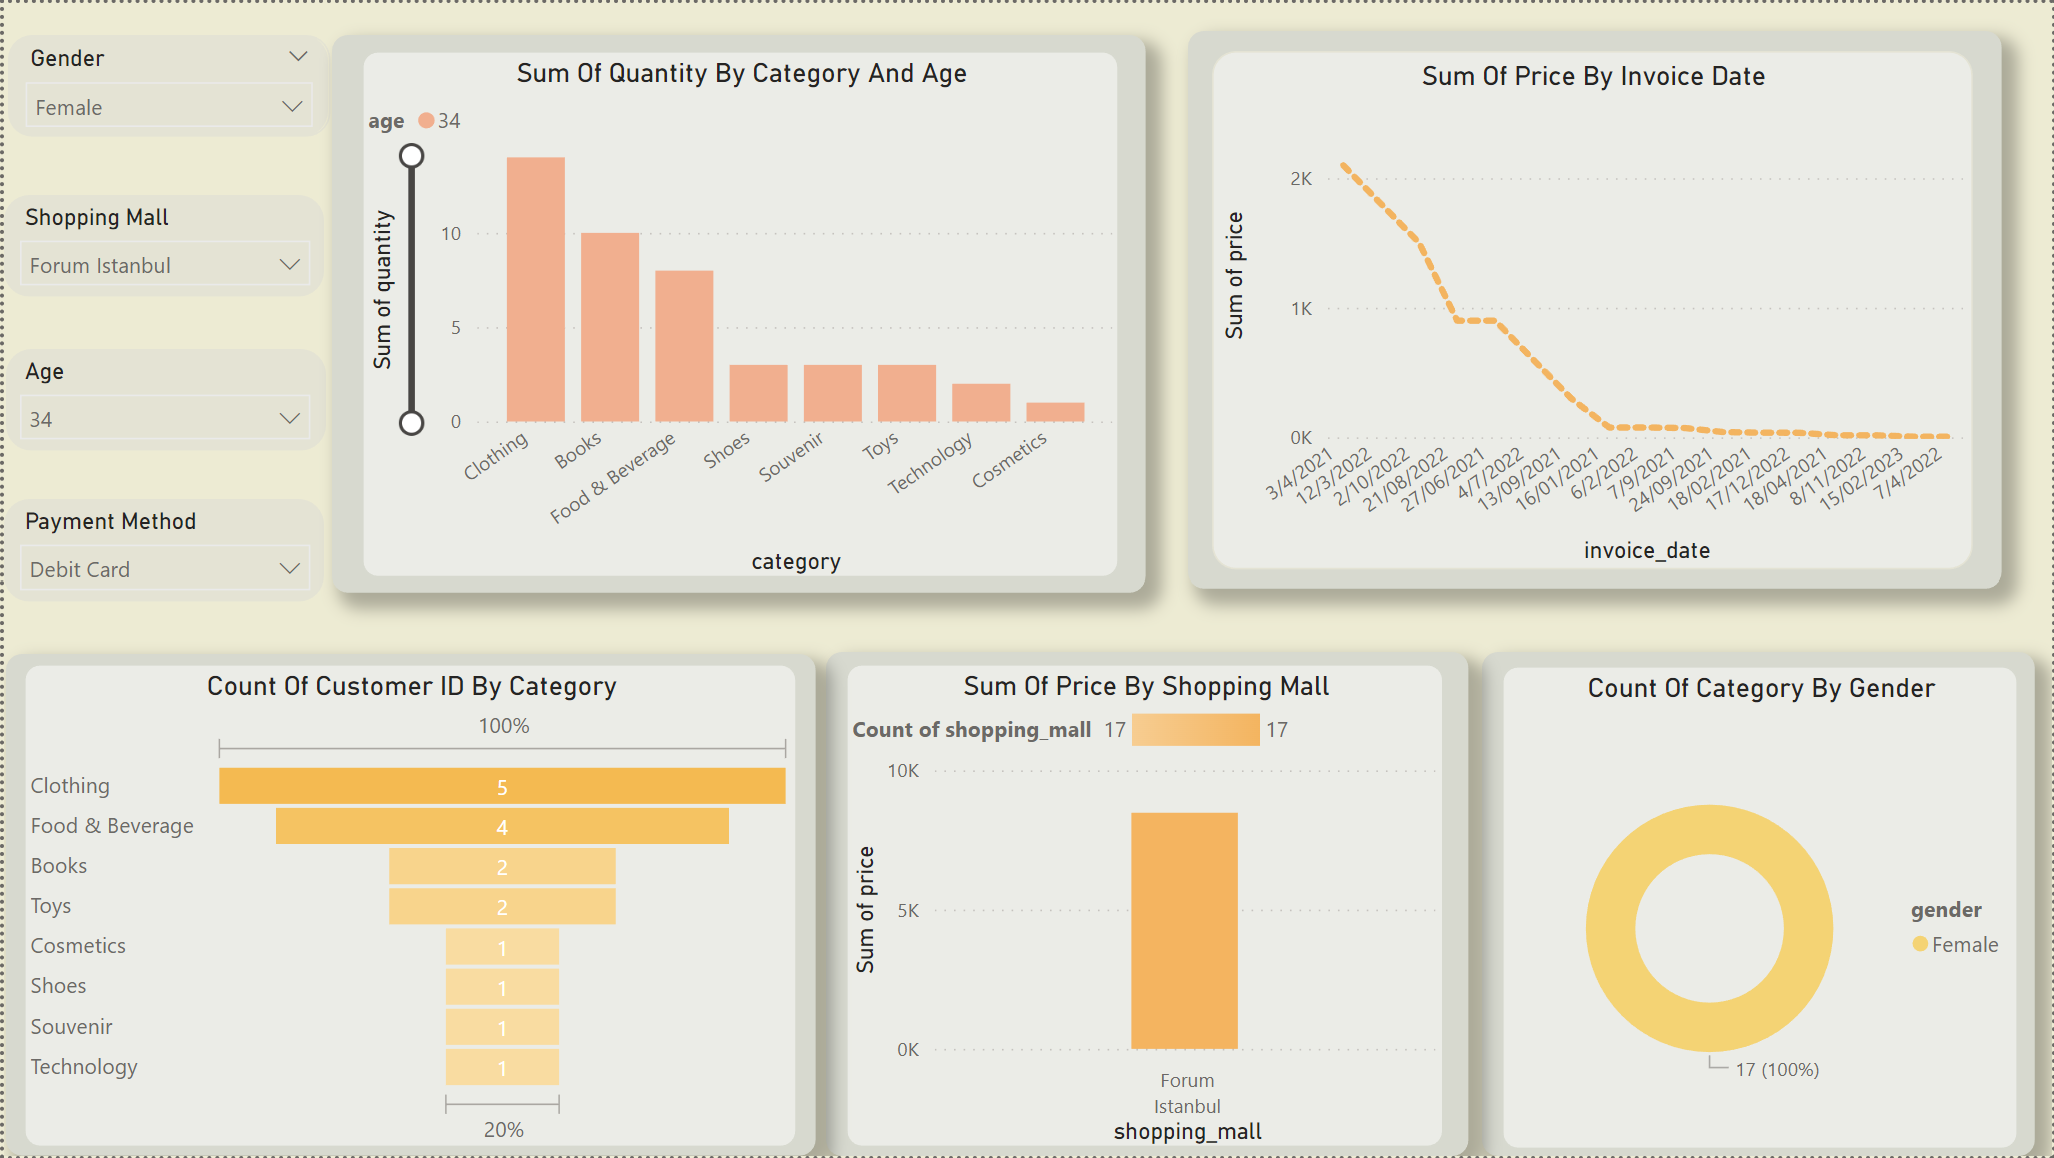 Gender
Female
Shopping Mall
Forum Istanbul
Age
34
Payment Method
Debit Card
Sum Of Quantity By Category And Age
age 34
Sum of quantity
10
5
0
Clothing
Books
Food & Beverage
Shoes
Souvenir
Toys
Technology
Cosmetics
category
Sum Of Price By Invoice Date
Sum of price
2K
1K
0K
3/4/2021
12/3/2022
2/10/2022
21/08/2022
27/06/2021
4/7/2022
13/09/2021
16/01/2021
6/2/2022
7/9/2021
24/09/2021
18/02/2021
17/12/2022
18/04/2021
8/11/2022
15/02/2023
7/4/2022
invoice_date
Count Of Customer ID By Category
100%
Clothing 5
Food & Beverage 4
Books 2
Toys 2
Cosmetics 1
Shoes 1
Souvenir 1
Technology 1
20%
Sum Of Price By Shopping Mall
Count of shopping_mall 17 17
Sum of price
10K
5K
0K
Forum
Istanbul
shopping_mall
Count Of Category By Gender
gender
Female
17 (100%)